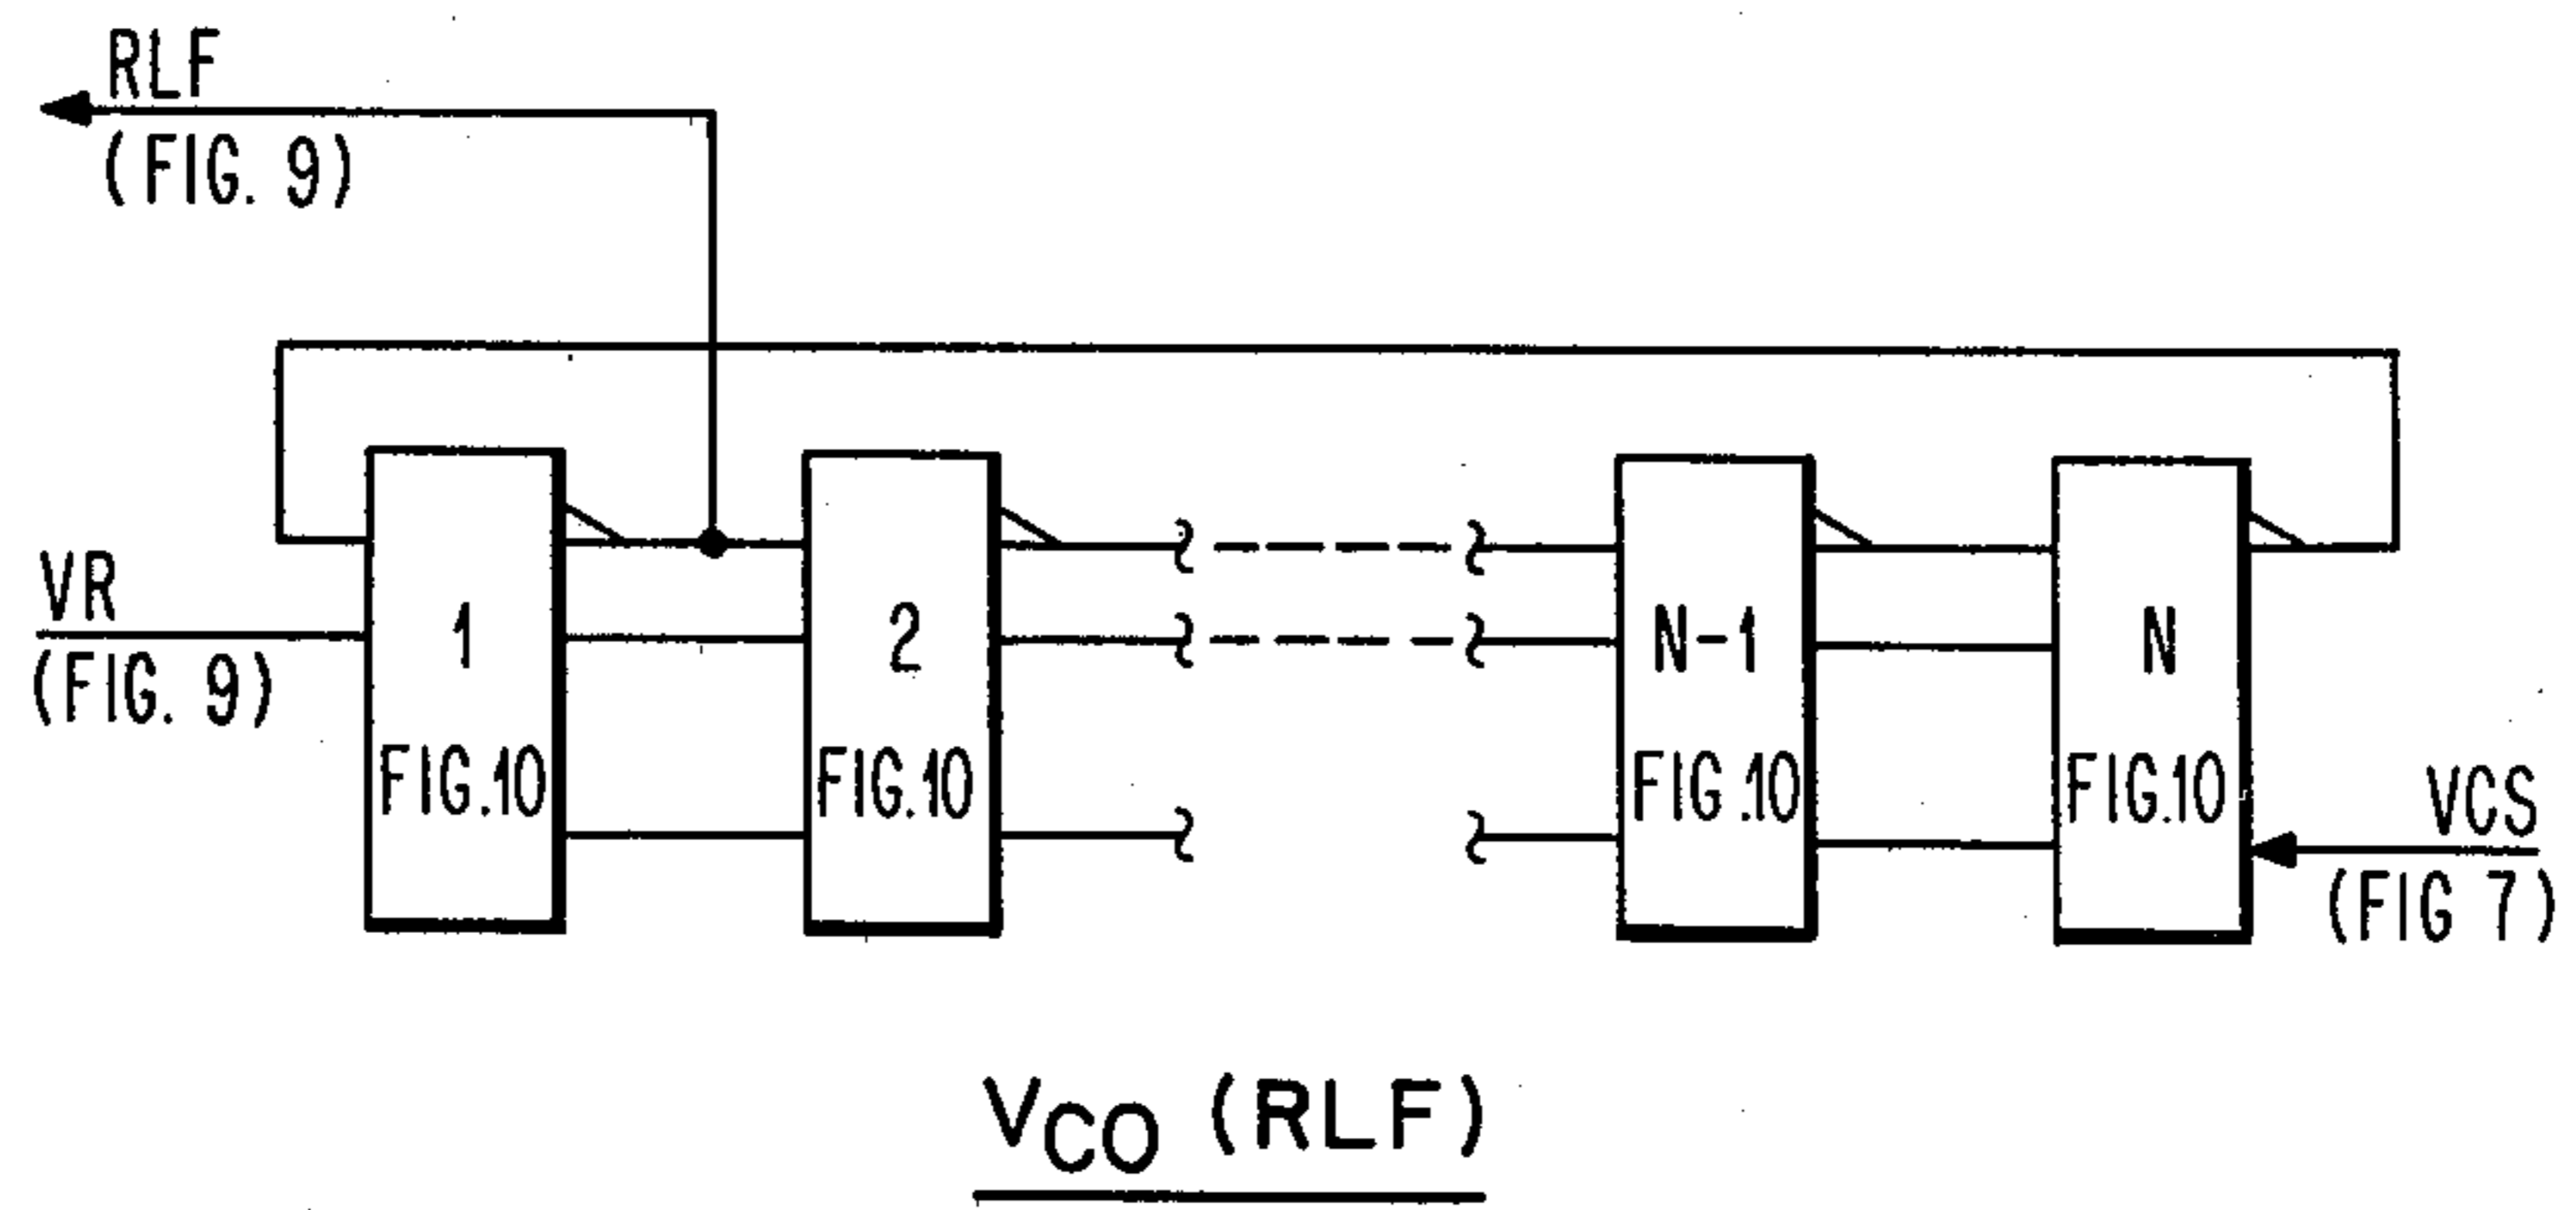 RLF
(FIG. 9)
VR
(FIG. 9)
1
FIG.10
2
FIG.10
N-1
FIG.10
N
FIG.10
VCS
(FIG 7)
VCO (RLF)